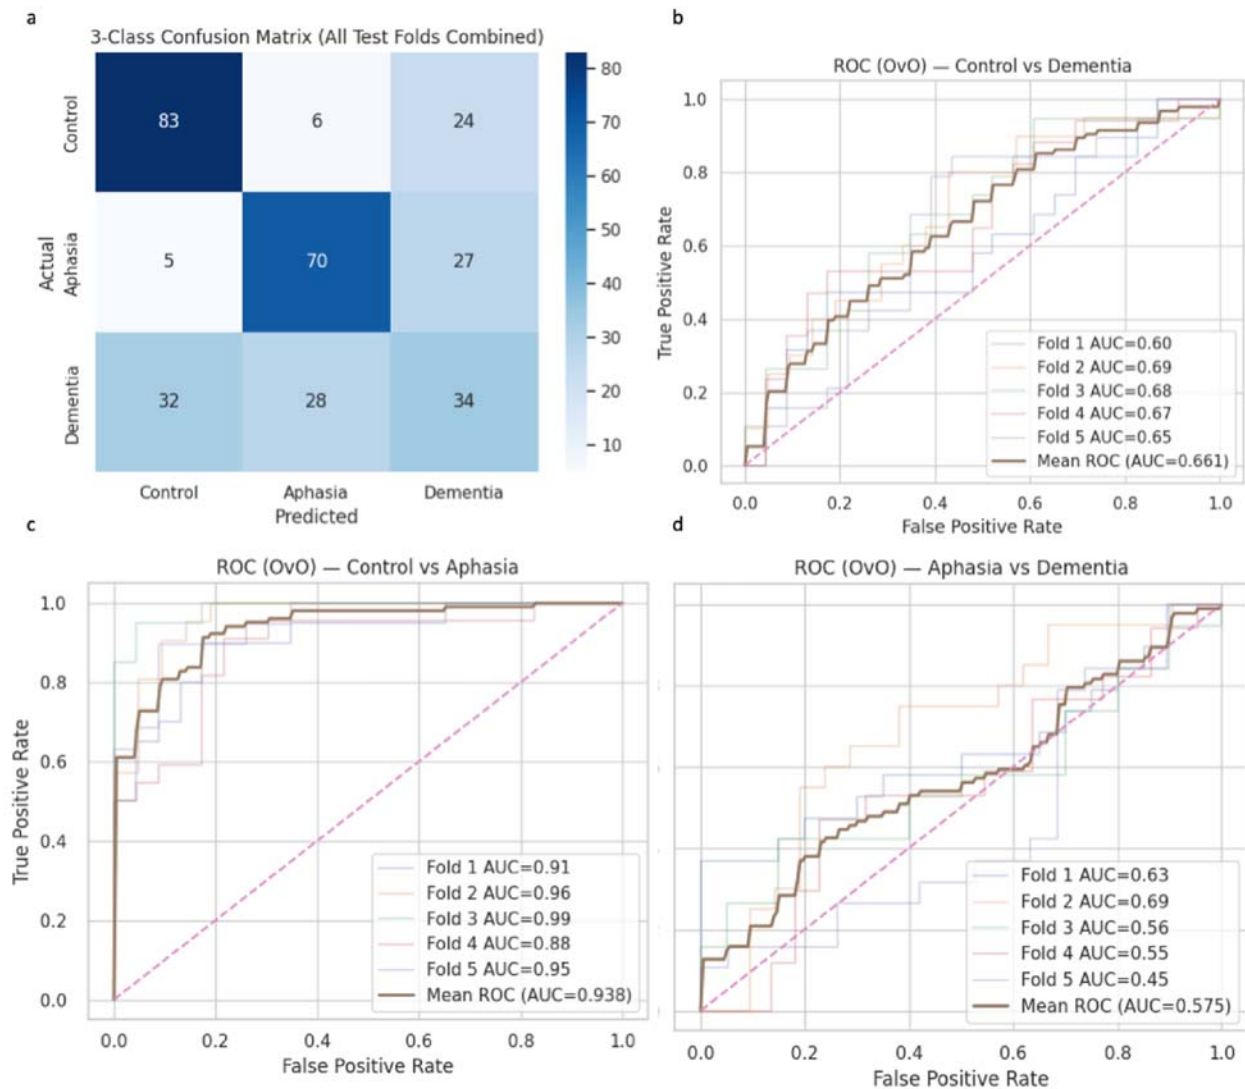 a
3-Class Confusion Matrix (All Test Folds Combined)
Actual
Control
Aphasia
Dementia
83 6 24
5 70 27
32 28 34
80
70
60
50
40
30
20
10
Control Aphasia Dementia
Predicted
b
ROC (OvO) — Control vs Dementia
True Positive Rate
1.0
0.8
0.6
0.4
0.2
0.0
Fold 1 AUC=0.60
Fold 2 AUC=0.69
Fold 3 AUC=0.68
Fold 4 AUC=0.67
Fold 5 AUC=0.65
Mean ROC (AUC=0.661)
0.0 0.2 0.4 0.6 0.8 1.0
False Positive Rate
c
ROC (OvO) — Control vs Aphasia
True Positive Rate
1.0
0.8
0.6
0.4
0.2
0.0
Fold 1 AUC=0.91
Fold 2 AUC=0.96
Fold 3 AUC=0.99
Fold 4 AUC=0.88
Fold 5 AUC=0.95
Mean ROC (AUC=0.938)
0.0 0.2 0.4 0.6 0.8 1.0
False Positive Rate
d
ROC (OvO) — Aphasia vs Dementia
Fold 1 AUC=0.63
Fold 2 AUC=0.69
Fold 3 AUC=0.56
Fold 4 AUC=0.55
Fold 5 AUC=0.45
Mean ROC (AUC=0.575)
0.0 0.2 0.4 0.6 0.8 1.0
False Positive Rate